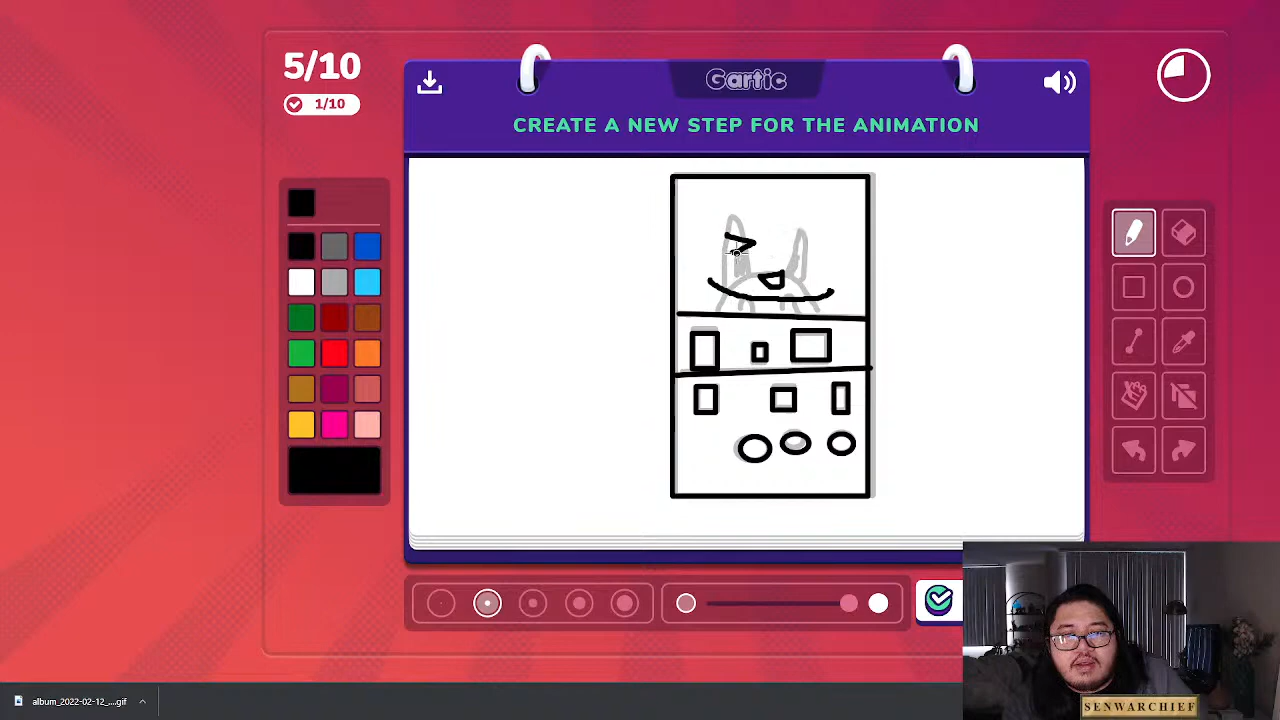 5/10
1/10
Gartic
CREATE A NEW STEP FOR THE ANIMATION
album_2022-02-12_....gif
SENWARCHIEF